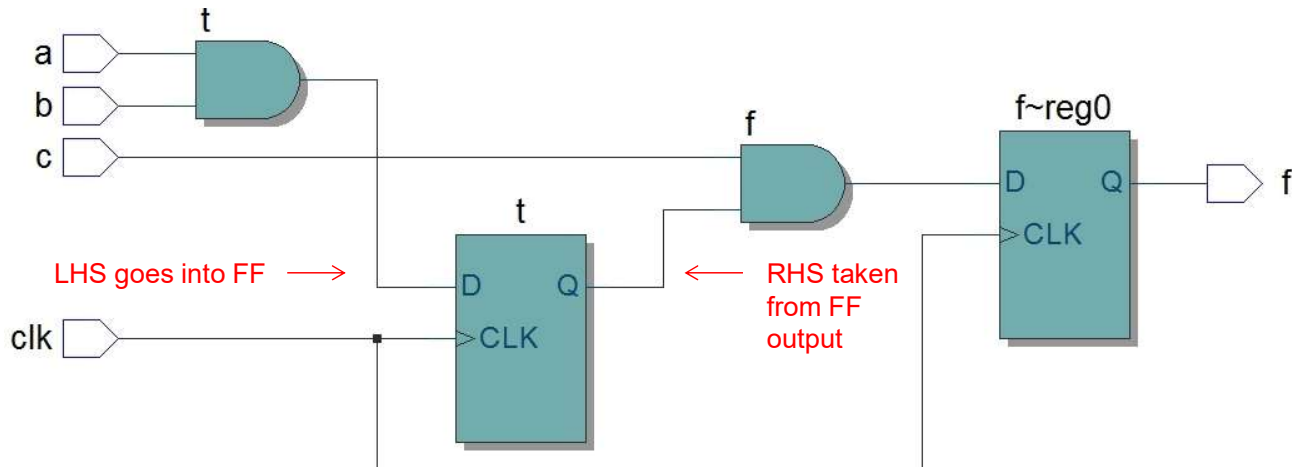 t
a
b
c
f
f~reg0
D
Q
f
CLK
t
LHS goes into FF
D
Q
RHS taken
from FF
output
clk
CLK